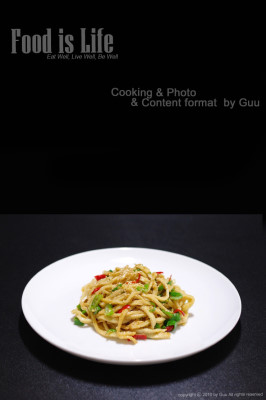 Food is Life
Eat Well, Live Well, Be Well
Cooking & Photo
& Content format by Guu
copyright © 2010 by Guu. All rights reserved